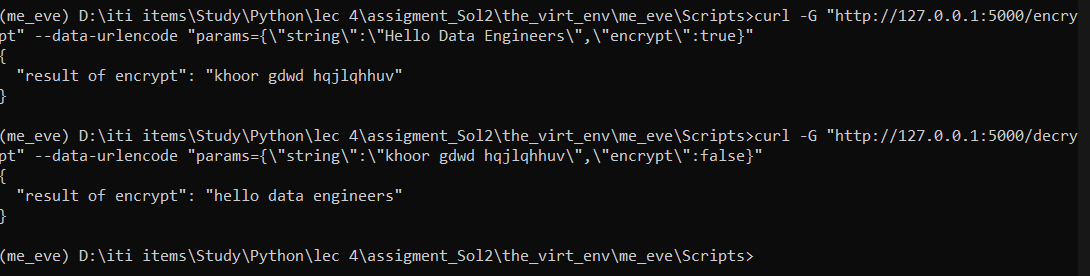 (me_eve) D:\iti items\Study\Python\lec 4\assigment_Sol2\the_virt_env\me_eve\Scripts>curl -G "http://127.0.0.1:5000/encry
pt" --data-urlencode "params={\"string\":\"Hello Data Engineers\",\"encrypt\":true}"
{
  "result of encrypt": "khoor gdwd hqjlqhhuv"
}
(me_eve) D:\iti items\Study\Python\lec 4\assigment_Sol2\the_virt_env\me_eve\Scripts>curl -G "http://127.0.0.1:5000/decry
pt" --data-urlencode "params={\"string\":\"khoor gdwd hqjlqhhuv\",\"encrypt\":false}"
{
  "result of encrypt": "hello data engineers"
}
(me_eve) D:\iti items\Study\Python\lec 4\assigment_Sol2\the_virt_env\me_eve\Scripts>